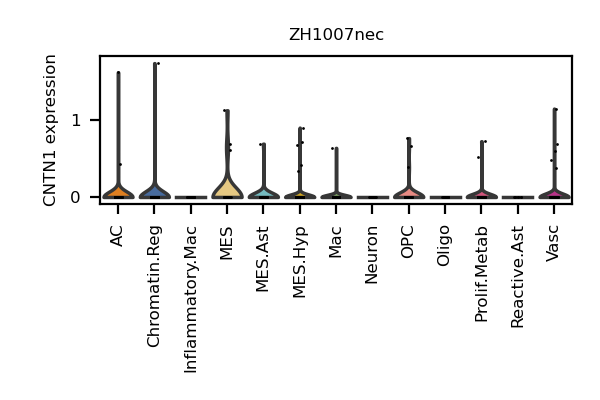 ZH1007nec
CNTN1 expression
1
0
AC
Chromatin.Reg
Inflammatory.Mac
MES
MES.Ast
MES.Hyp
Mac
Neuron
OPC
Oligo
Prolif.Metab
Reactive.Ast
Vasc